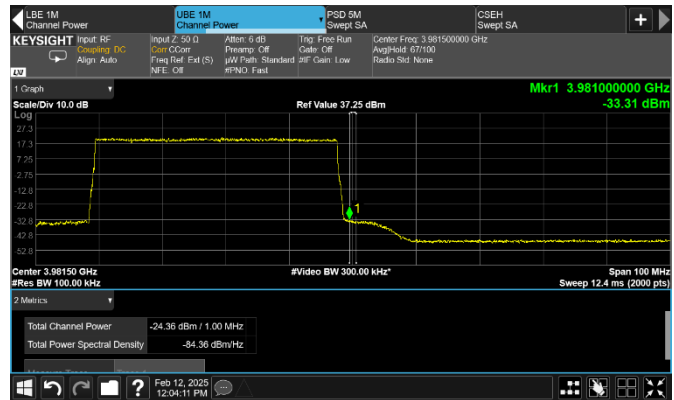 LBE 1M
Channel Power
UBE 1M
Channel Power
PSD 5M
Swept SA
CSEH
Swept SA
KEYSIGHT
Input: RF
Coupling: DC
Align: Auto
Input Z: 50 Ω
Corr CCorr
Freq Ref: Ext (S)
NFE: Off
Atten: 6 dB
Preamp: Off
µW Path: Standard
#PNO: Fast
Trig: Free Run
Gate: Off
#IF Gain: Low
Center Freq: 3.981500000 GHz
Avg|Hold: 67/100
Radio Std: None
LXI
1 Graph
Mkr1 3.981000000 GHz
Scale/Div 10.0 dB
Ref Value 37.25 dBm
-33.31 dBm
Log
27.3
17.3
7.25
-2.75
-12.8
-22.8
-32.8
-42.8
-52.8
1
Center 3.98150 GHz
#Video BW 300.00 kHz*
Span 100 MHz
#Res BW 100.00 kHz
Sweep 12.4 ms (2000 pts)
2 Metrics
Total Channel Power
-24.36 dBm / 1.00 MHz
Total Power Spectral Density
-84.36 dBm/Hz
Feb 12, 2025
12:04:11 PM